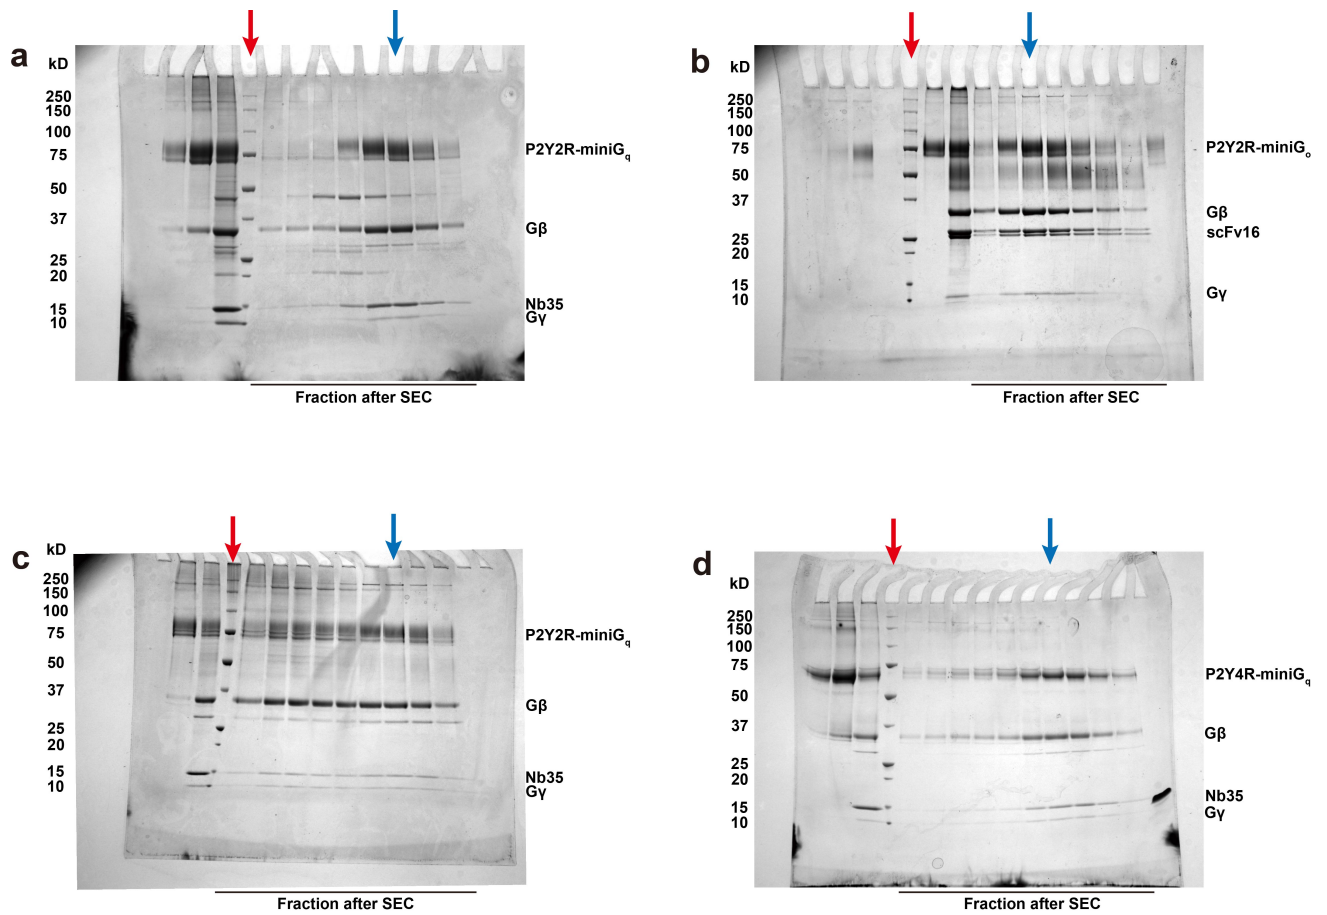 a
kD
250
150
100
75
50
37
25
20
15
10
P2Y2R-miniGq
Gβ
Nb35
Gγ
Fraction after SEC
b
kD
250
150
100
75
50
37
25
20
15
10
P2Y2R-miniGo
Gβ
scFv16
Gγ
Fraction after SEC
c
kD
250
150
100
75
50
37
25
20
15
10
P2Y2R-miniGq
Gβ
Nb35
Gγ
Fraction after SEC
d
kD
250
150
100
75
50
37
25
20
15
10
P2Y4R-miniGq
Gβ
Nb35
Gγ
Fraction after SEC